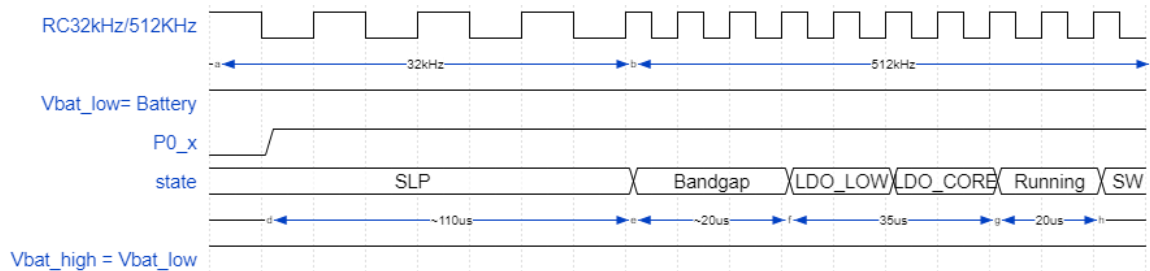 RC32kHz/512KHz
a 32kHz b 512kHz
Vbat_low= Battery
P0_x
state SLP Bandgap LDO_LOW LDO_CORE Running SW
d ~110us e ~20us f 35us g 20us h
Vbat_high = Vbat_low